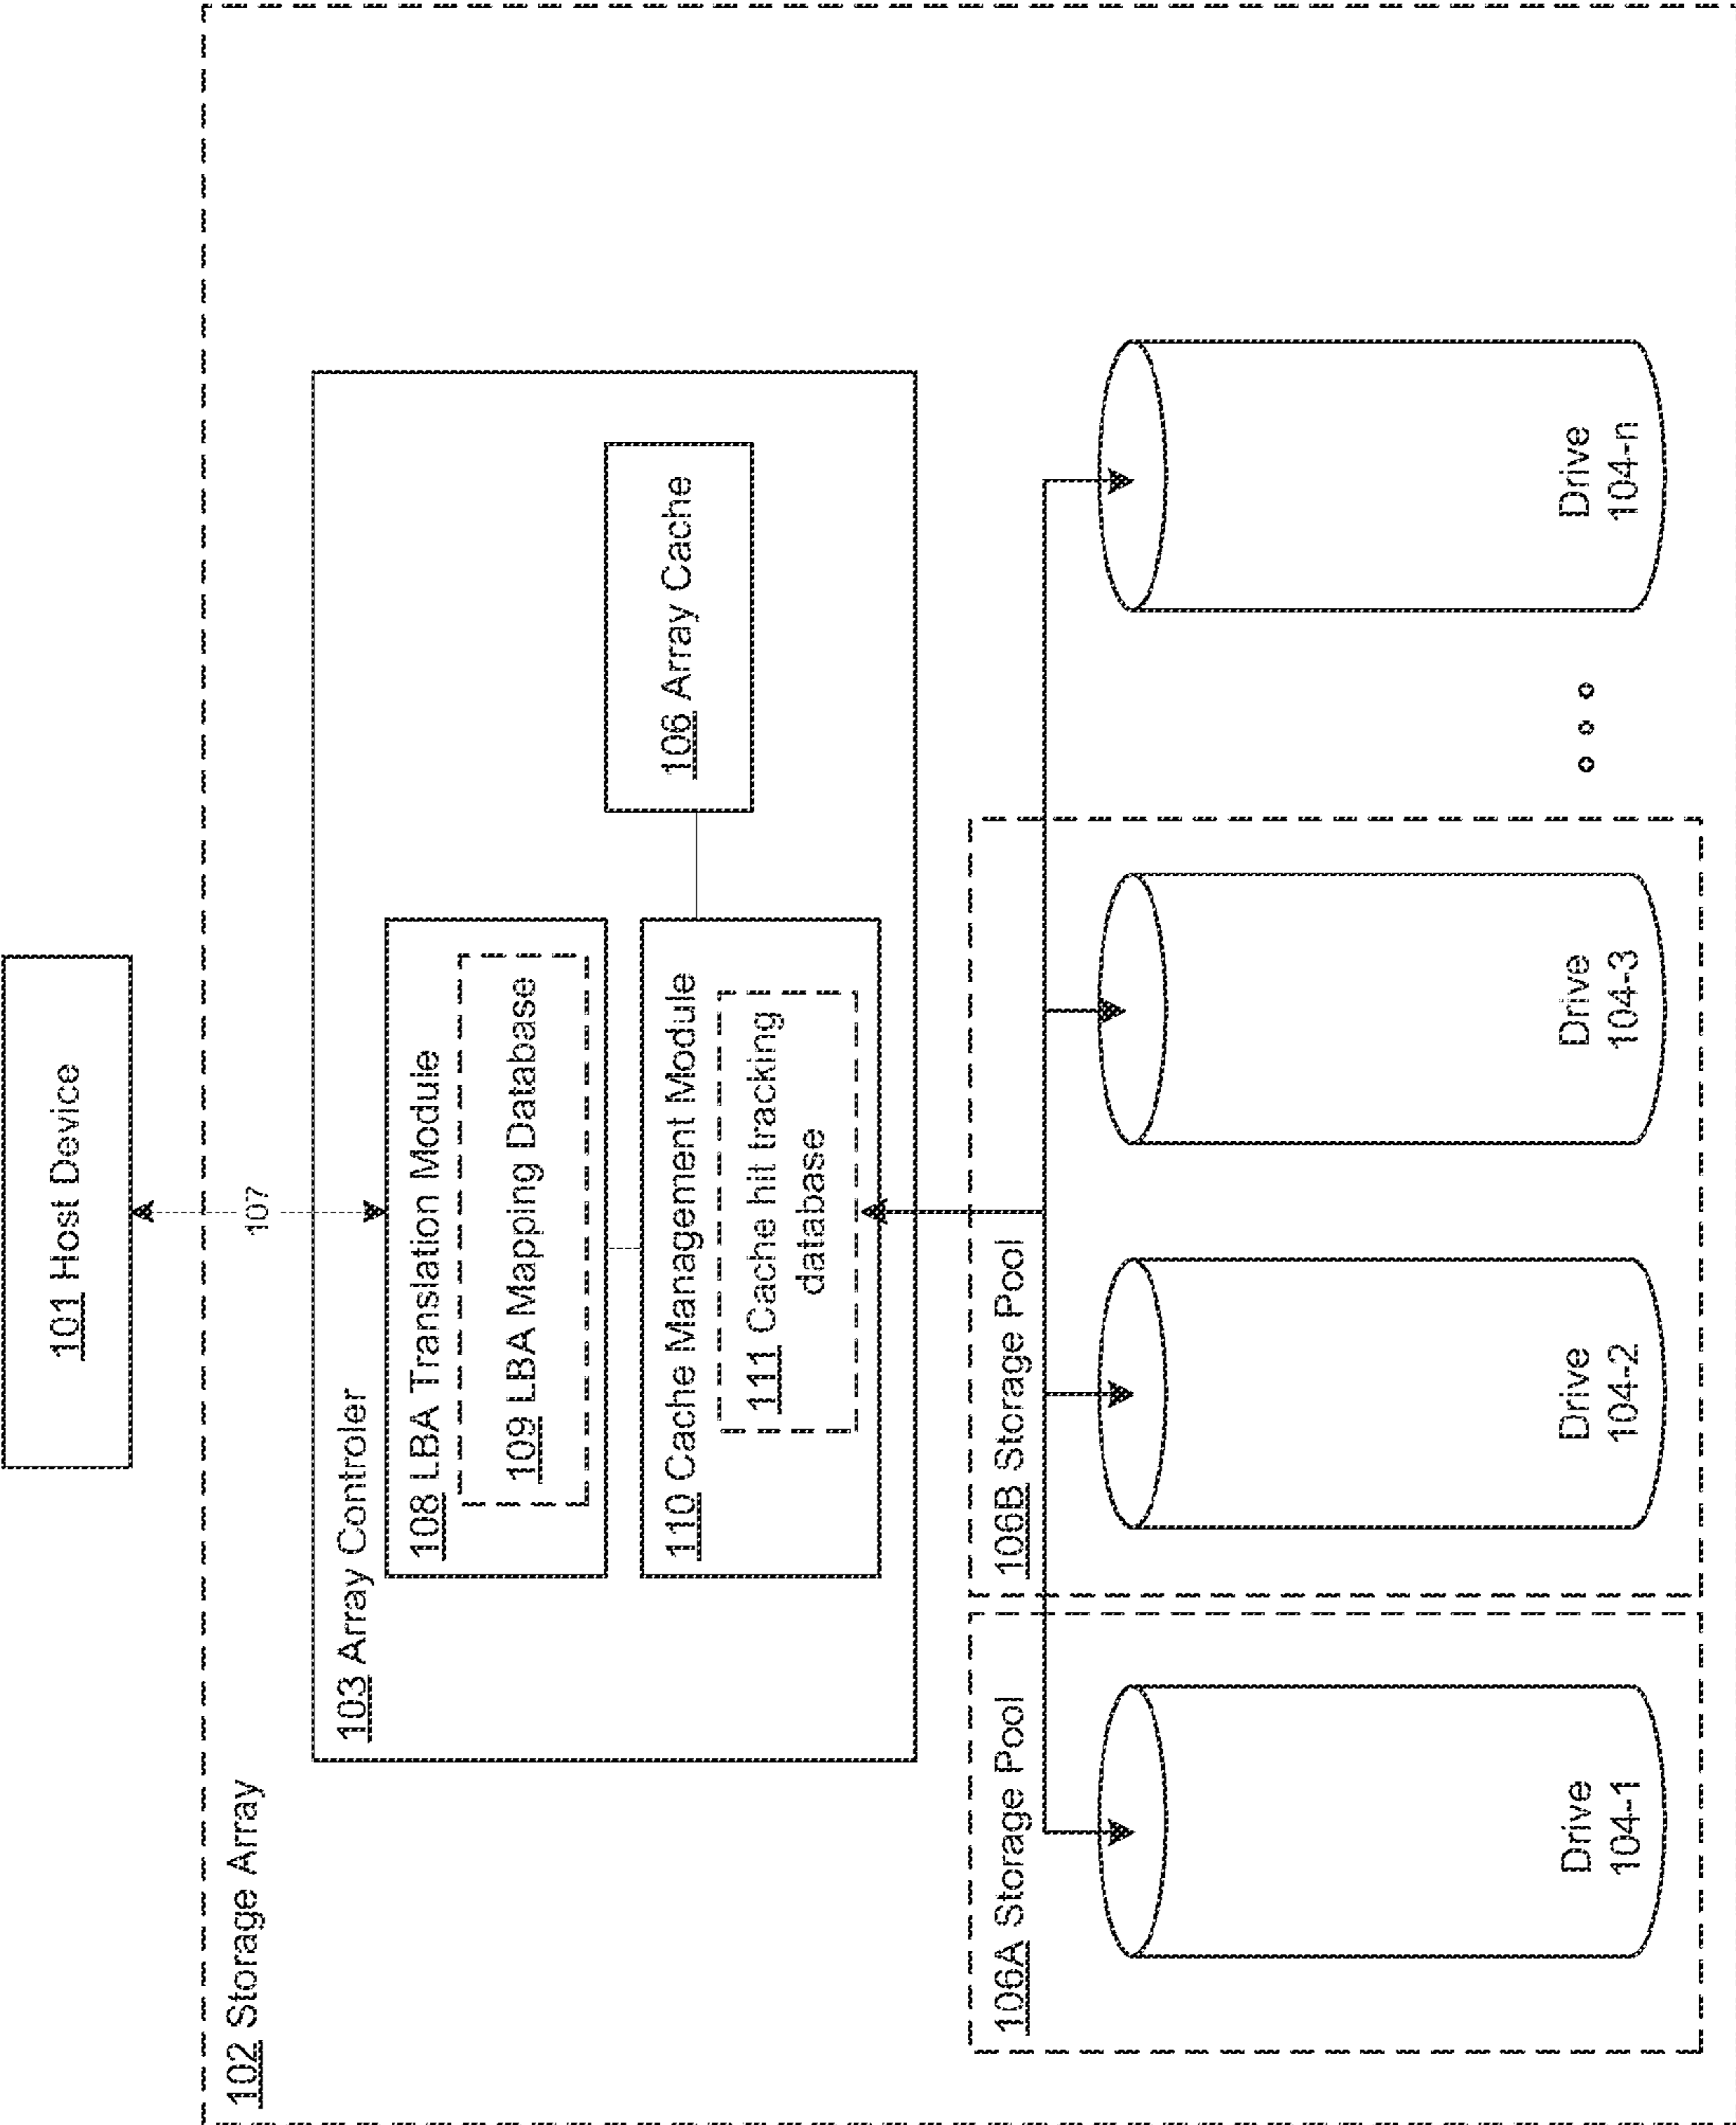 101 Host Device
107
102 Storage Array
103 Array Controler
108 LBA Translation Module
109 LBA Mapping Database
110 Cache Management Module
111 Cache hit tracking
database
106 Array Cache
106A Storage Pool
106B Storage Pool
Drive
104-1
Drive
104-2
Drive
104-3
Drive
104-n